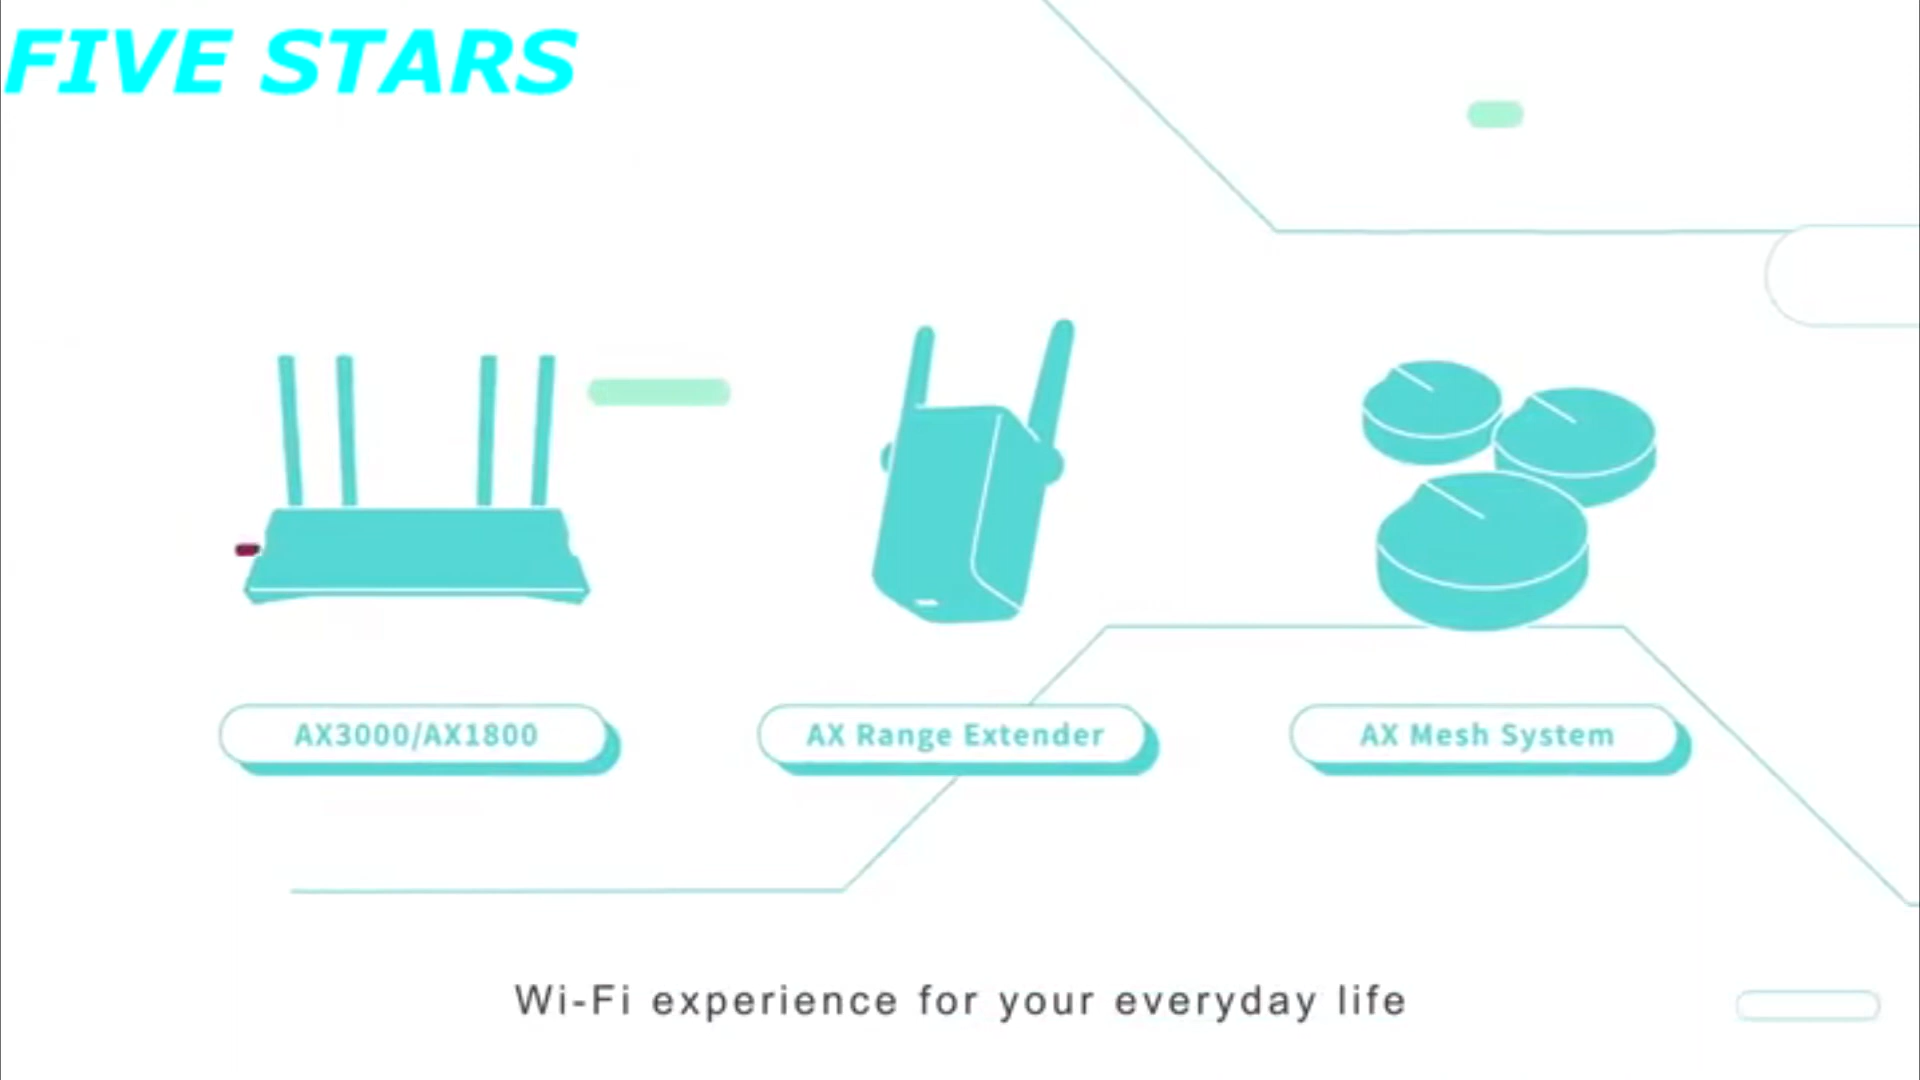 FIVE STARS
AX3000/AX1800
AX Range Extender
AX Mesh System
Wi-Fi experience for your everyday life